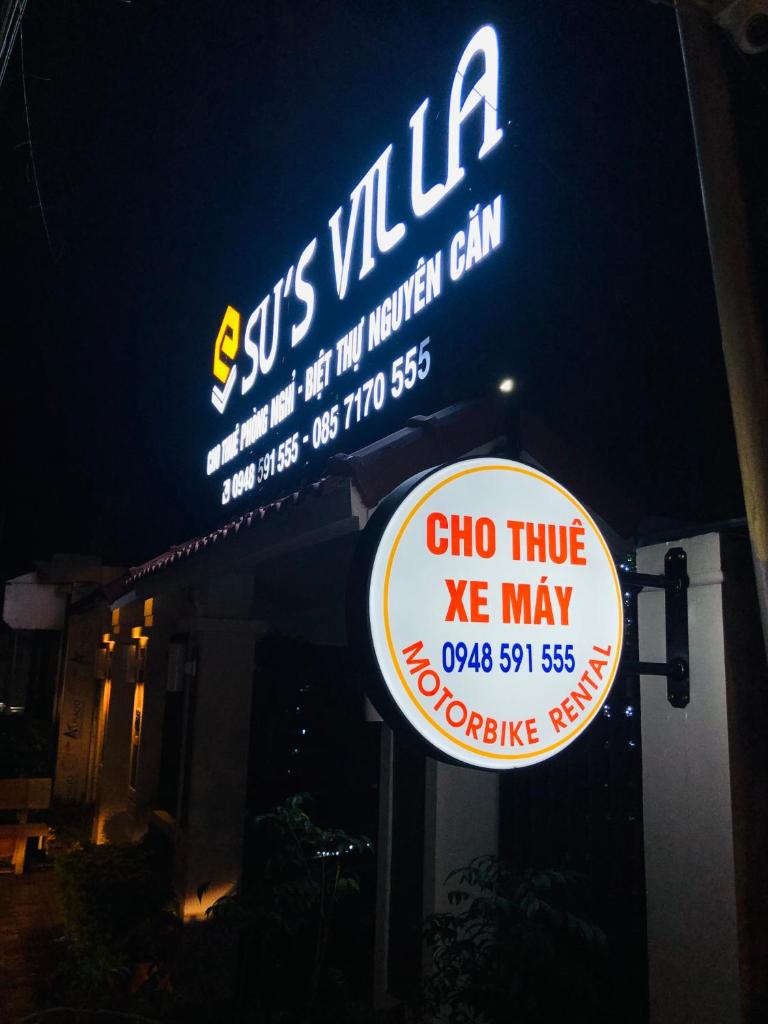 SU'S VILLA
CHO THUÊ PHÒNG NGHỈ - BIỆT THỰ NGUYÊN CĂN
0948 591 555 - 085 7170 555
CHO THUÊ
XE MÁY
0948 591 555
MOTORBIKE RENTAL